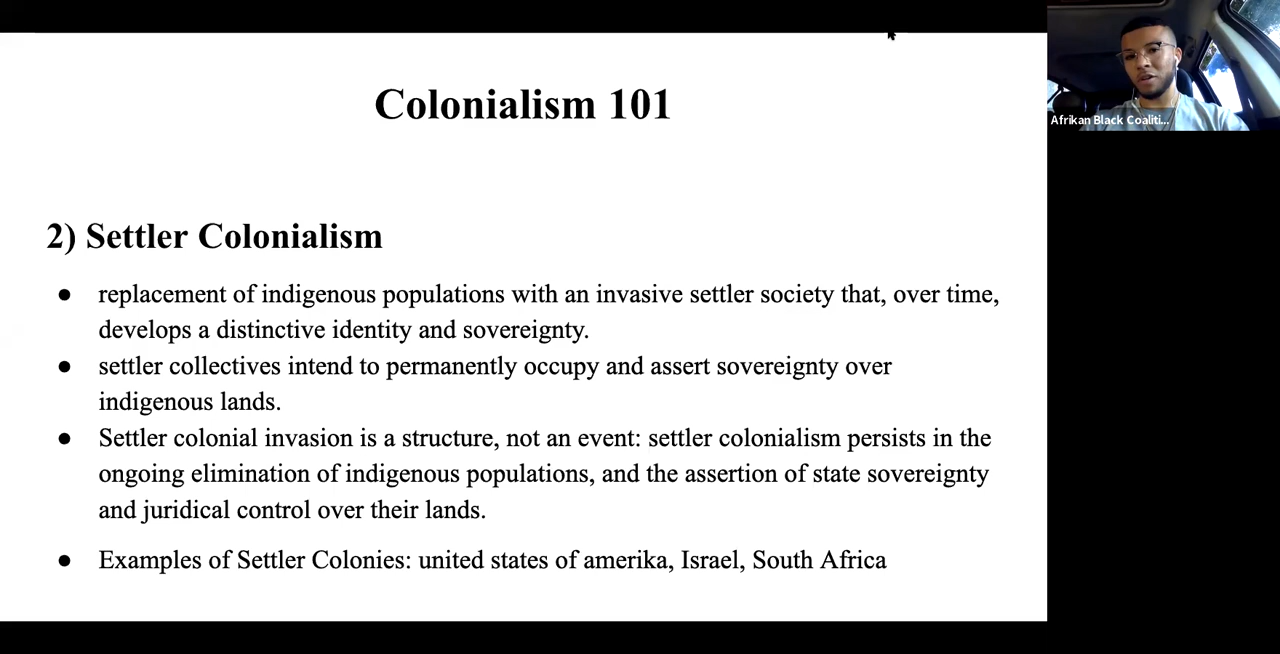 Colonialism 101
Afrikan Black Coaliti...
2) Settler Colonialism
● replacement of indigenous populations with an invasive settler society that, over time,
develops a distinctive identity and sovereignty.
● settler collectives intend to permanently occupy and assert sovereignty over
indigenous lands.
● Settler colonial invasion is a structure, not an event: settler colonialism persists in the
ongoing elimination of indigenous populations, and the assertion of state sovereignty
and juridical control over their lands.
● Examples of Settler Colonies: united states of amerika, Israel, South Africa